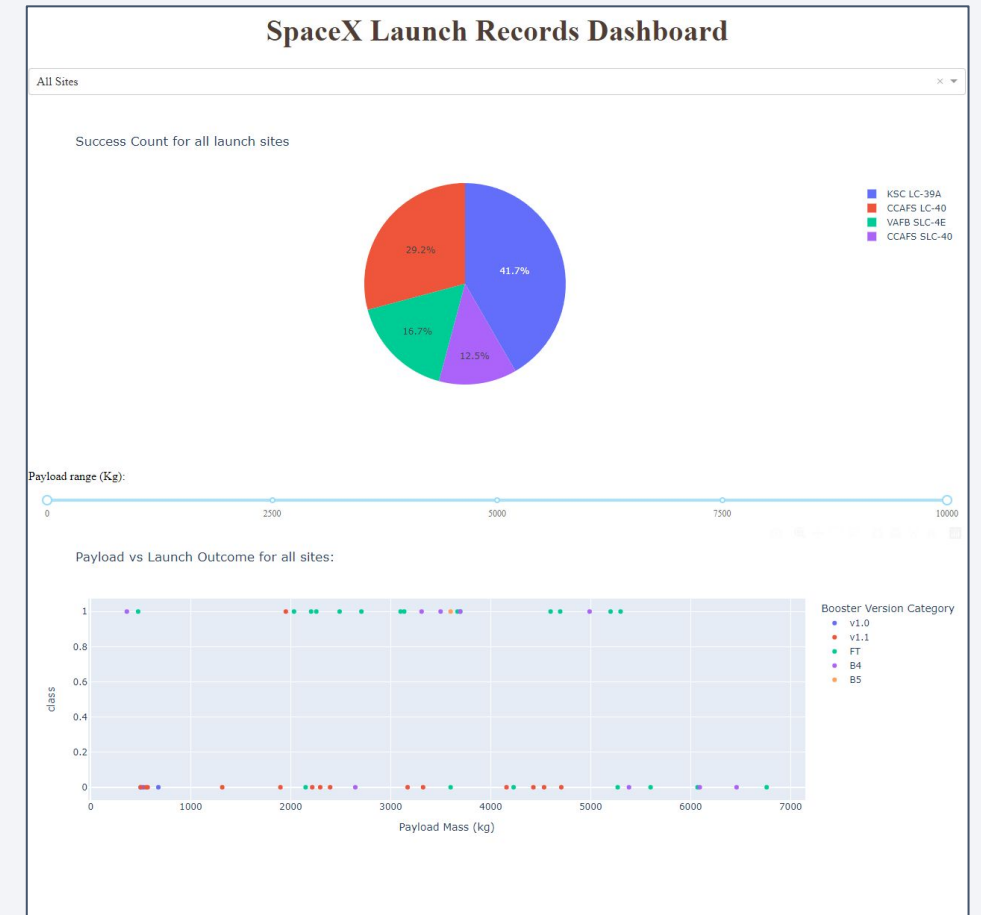 SpaceX Launch Records Dashboard
All Sites
Success Count for all launch sites
41.7%
29.2%
16.7%
12.5%
KSC LC-39A
CCAFS LC-40
VAFB SLC-4E
CCAFS SLC-40
Payload range (Kg):
0 2500 5000 7500 10000
Payload vs Launch Outcome for all sites:
Booster Version Category
v1.0
v1.1
FT
B4
B5
class
1
0.8
0.6
0.4
0.2
0
0 1000 2000 3000 4000 5000 6000 7000
Payload Mass (kg)